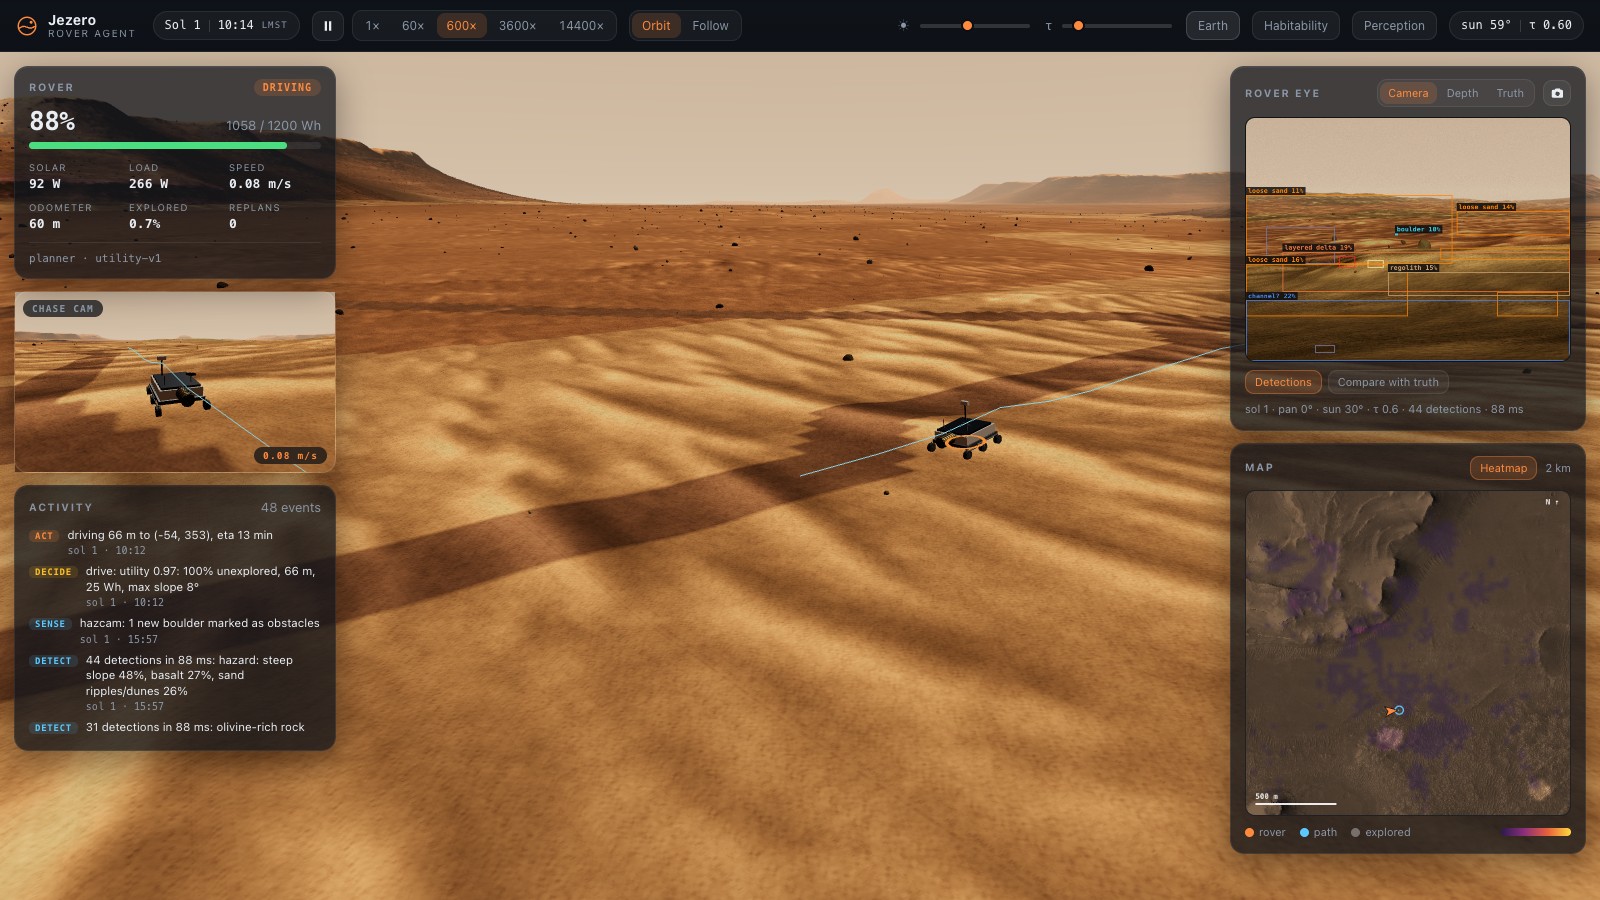 Jezero
ROVER AGENT
Sol 1 | 10:14 LMST
1× 60× 600× 3600× 14400×
Orbit Follow
τ
Earth Habitability Perception
sun 59° | τ 0.60
ROVER DRIVING
88% 1058 / 1200 Wh
SOLAR LOAD SPEED
92 W 266 W 0.08 m/s
ODOMETER EXPLORED REPLANS
60 m 0.7% 0
planner · utility-v1
CHASE CAM
0.08 m/s
ACTIVITY 48 events
ACT driving 66 m to (-54, 353), eta 13 min
sol 1 · 10:12
DECIDE drive: utility 0.97: 100% unexplored, 66 m,
25 Wh, max slope 8°
sol 1 · 10:12
SENSE hazcam: 1 new boulder marked as obstacles
sol 1 · 15:57
DETECT 44 detections in 88 ms: hazard: steep
slope 48%, basalt 27%, sand
ripples/dunes 26%
sol 1 · 15:57
DETECT 31 detections in 88 ms: olivine-rich rock
ROVER EYE Camera Depth Truth
loose sand 11%
loose sand 14%
boulder 10%
layered delta 19%
loose sand 16%
regolith 15%
channel? 22%
Detections Compare with truth
sol 1 · pan 0° · sun 30° · τ 0.6 · 44 detections · 88 ms
MAP Heatmap 2 km
N ↑
500 m
rover path explored